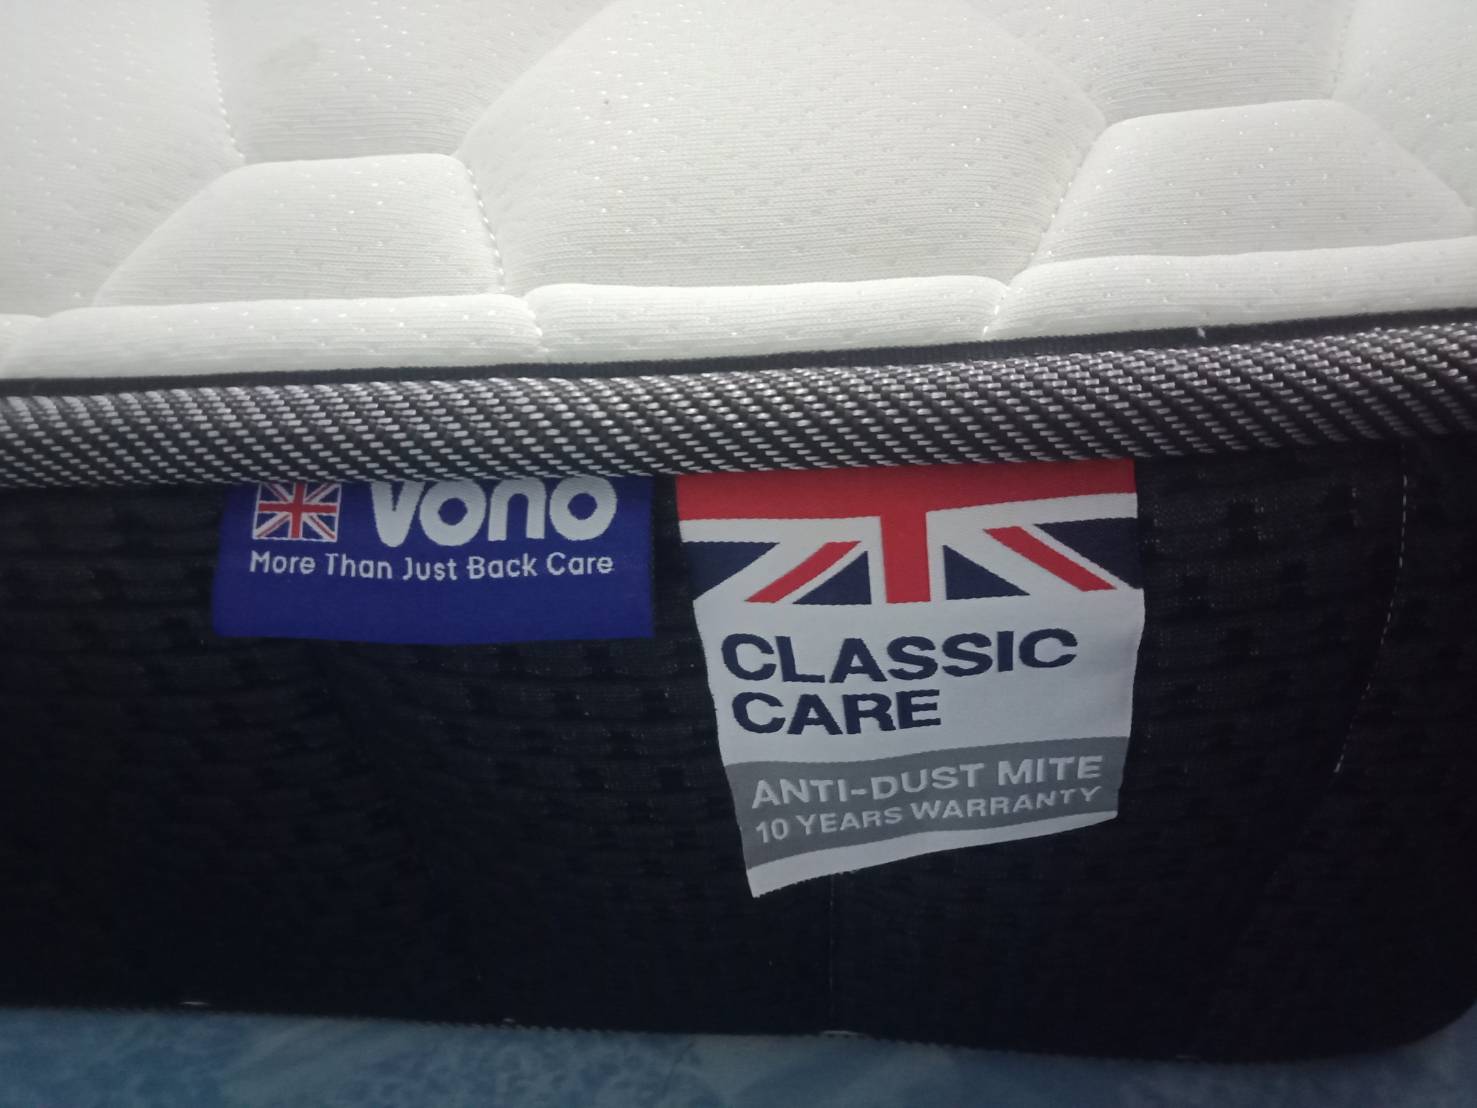 vono
More Than Just Back Care
CLASSIC
CARE
ANTI-DUST MITE
10 YEARS WARRANTY